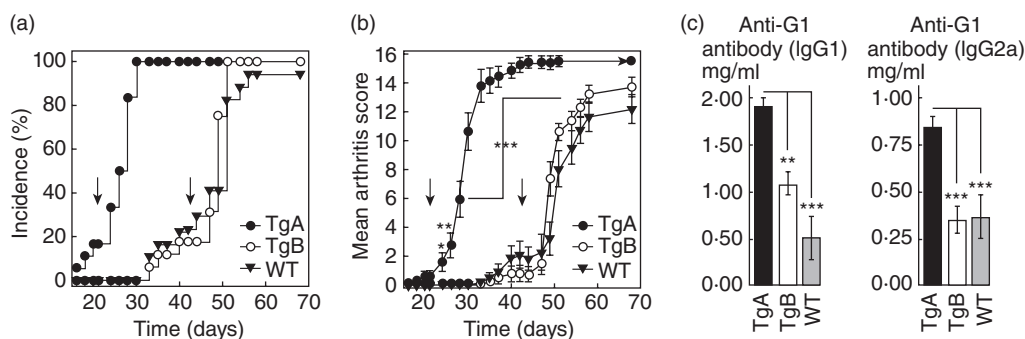 (a)
100
80
60
40
20
0
Incidence (%)
20 30 40 50 60 70
Time (days)
TgA
TgB
WT
(b)
16
14
12
10
8
6
4
2
0
Mean arthritis score
**
*
***
20 30 40 50 60 70
Time (days)
TgA
TgB
WT
(c)
Anti-G1
antibody (IgG1)
mg/ml
2·00
1·50
1·00
0·50
0·00
**
***
TgA
TgB
WT
Anti-G1
antibody (IgG2a)
mg/ml
1·00
0·75
0·50
0·25
0·00
***
***
TgA
TgB
WT